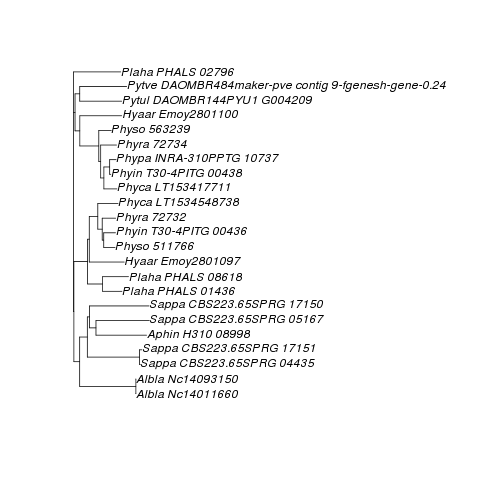 Plaha PHALS 02796
Pytve DAOMBR484maker-pve contig 9-fgenesh-gene-0.24
Pytul DAOMBR144PYU1 G004209
Hyaar Emoy2801100
Physo 563239
Phyra 72734
Phypa INRA-310PPTG 10737
Phyin T30-4PITG 00438
Phyca LT153417711
Phyca LT1534548738
Phyra 72732
Phyin T30-4PITG 00436
Physo 511766
Hyaar Emoy2801097
Plaha PHALS 08618
Plaha PHALS 01436
Sappa CBS223.65SPRG 17150
Sappa CBS223.65SPRG 05167
Aphin H310 08998
Sappa CBS223.65SPRG 17151
Sappa CBS223.65SPRG 04435
Albla Nc14093150
Albla Nc14011660